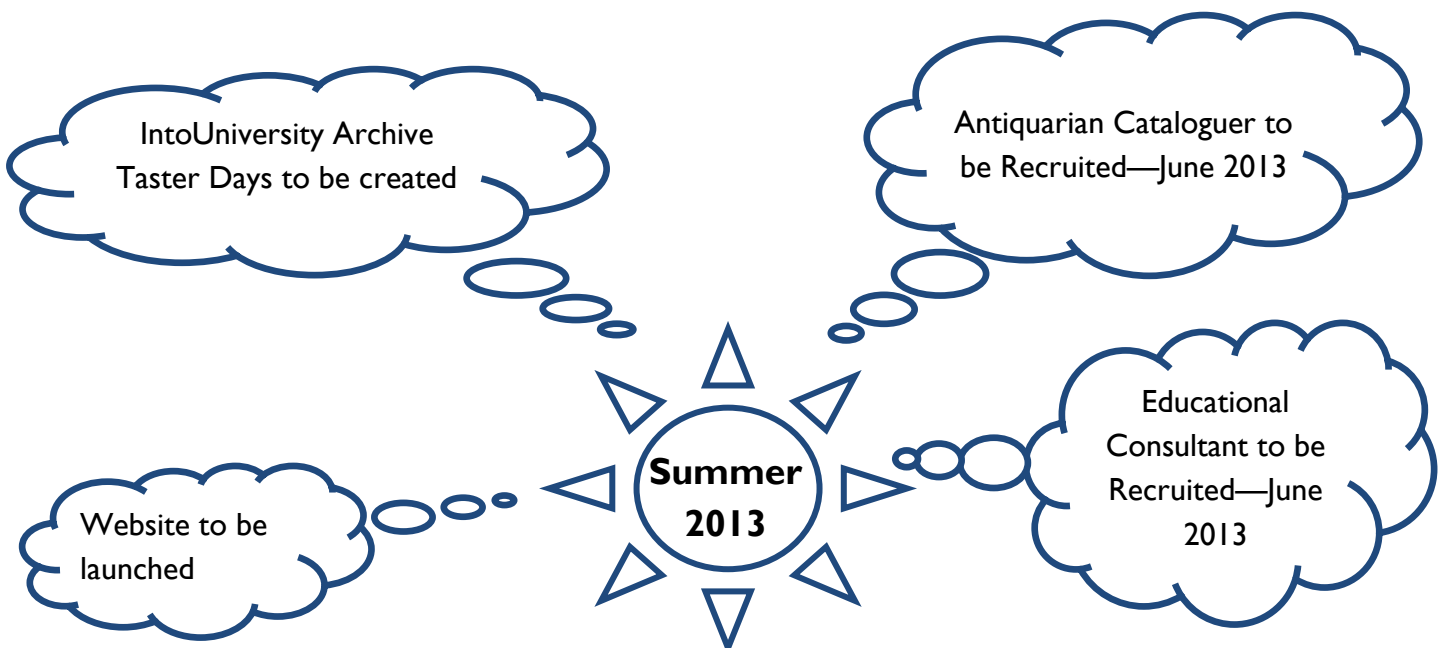 IntoUniversity Archive
Taster Days to be created
Antiquarian Cataloguer to
be Recruited—June 2013
Educational
Consultant to be
Recruited—June
2013
Summer
2013
Website to be
launched